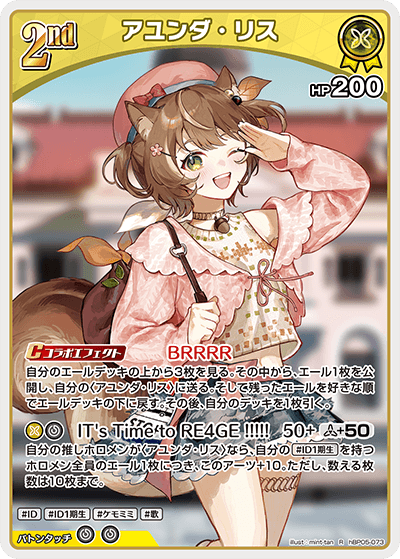 2nd アユンダ・リス
HP200
Cコラボエフェクト BRRRR
自分のエールデッキの上から3枚を見る。その中から、エール1枚を公
開し、自分の〈アユンダ・リス〉に送る。そして残ったエールを好きな順
でエールデッキの下に戻す。その後、自分のデッキを1枚引く。
IT's Time to RE4GE !!!!! 50+ +50
自分の推しホロメンが〈アユンダ・リス〉なら、自分の#ID1期生を持つ
ホロメン全員のエール1枚につき、このアーツ+10。ただし、数える枚
数は10枚まで。
#ID #ID1期生 #ケモミミ #歌
バトンタッチ
illust : mint-tan R hBP05-073